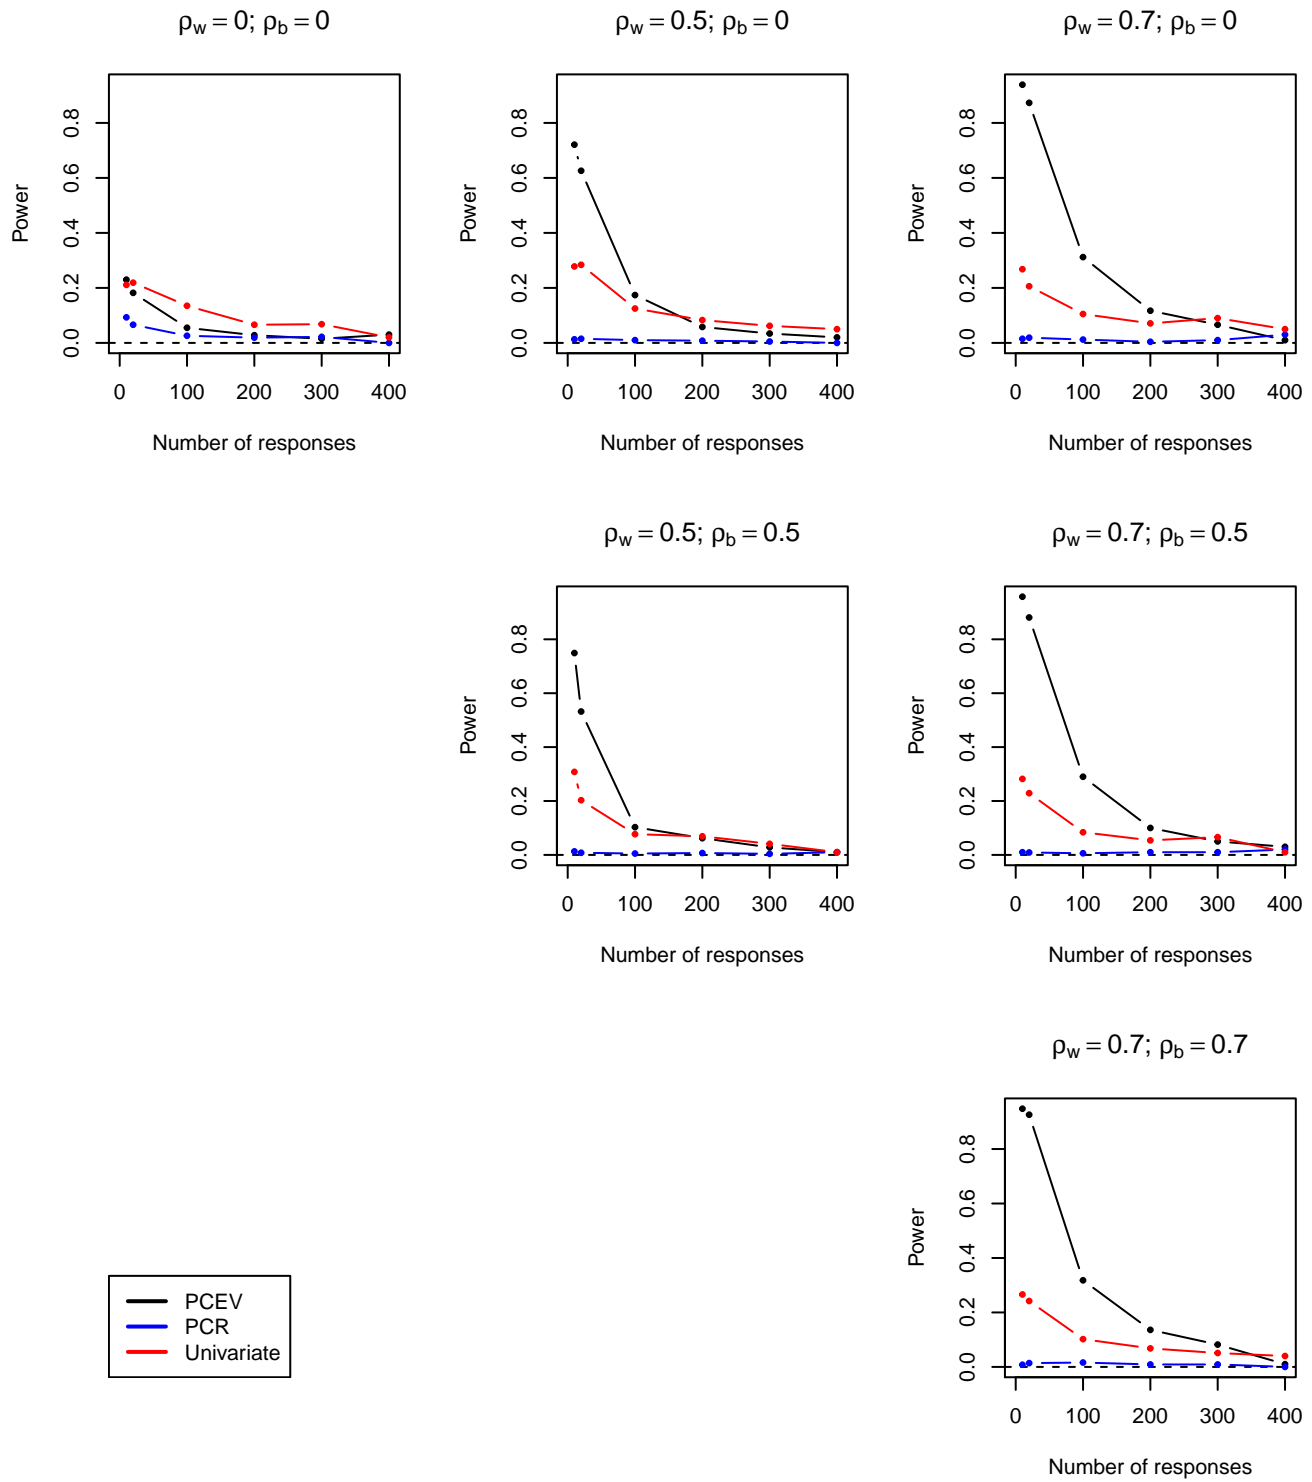 ρw = 0; ρb = 0
Power
0.0 0.2 0.4 0.6 0.8
0 100 200 300 400
Number of responses
ρw = 0.5; ρb = 0
Power
0.0 0.2 0.4 0.6 0.8
0 100 200 300 400
Number of responses
ρw = 0.7; ρb = 0
Power
0.0 0.2 0.4 0.6 0.8
0 100 200 300 400
Number of responses
ρw = 0.5; ρb = 0.5
Power
0.0 0.2 0.4 0.6 0.8
0 100 200 300 400
Number of responses
ρw = 0.7; ρb = 0.5
Power
0.0 0.2 0.4 0.6 0.8
0 100 200 300 400
Number of responses
ρw = 0.7; ρb = 0.7
Power
0.0 0.2 0.4 0.6 0.8
0 100 200 300 400
Number of responses
PCEV
PCR
Univariate